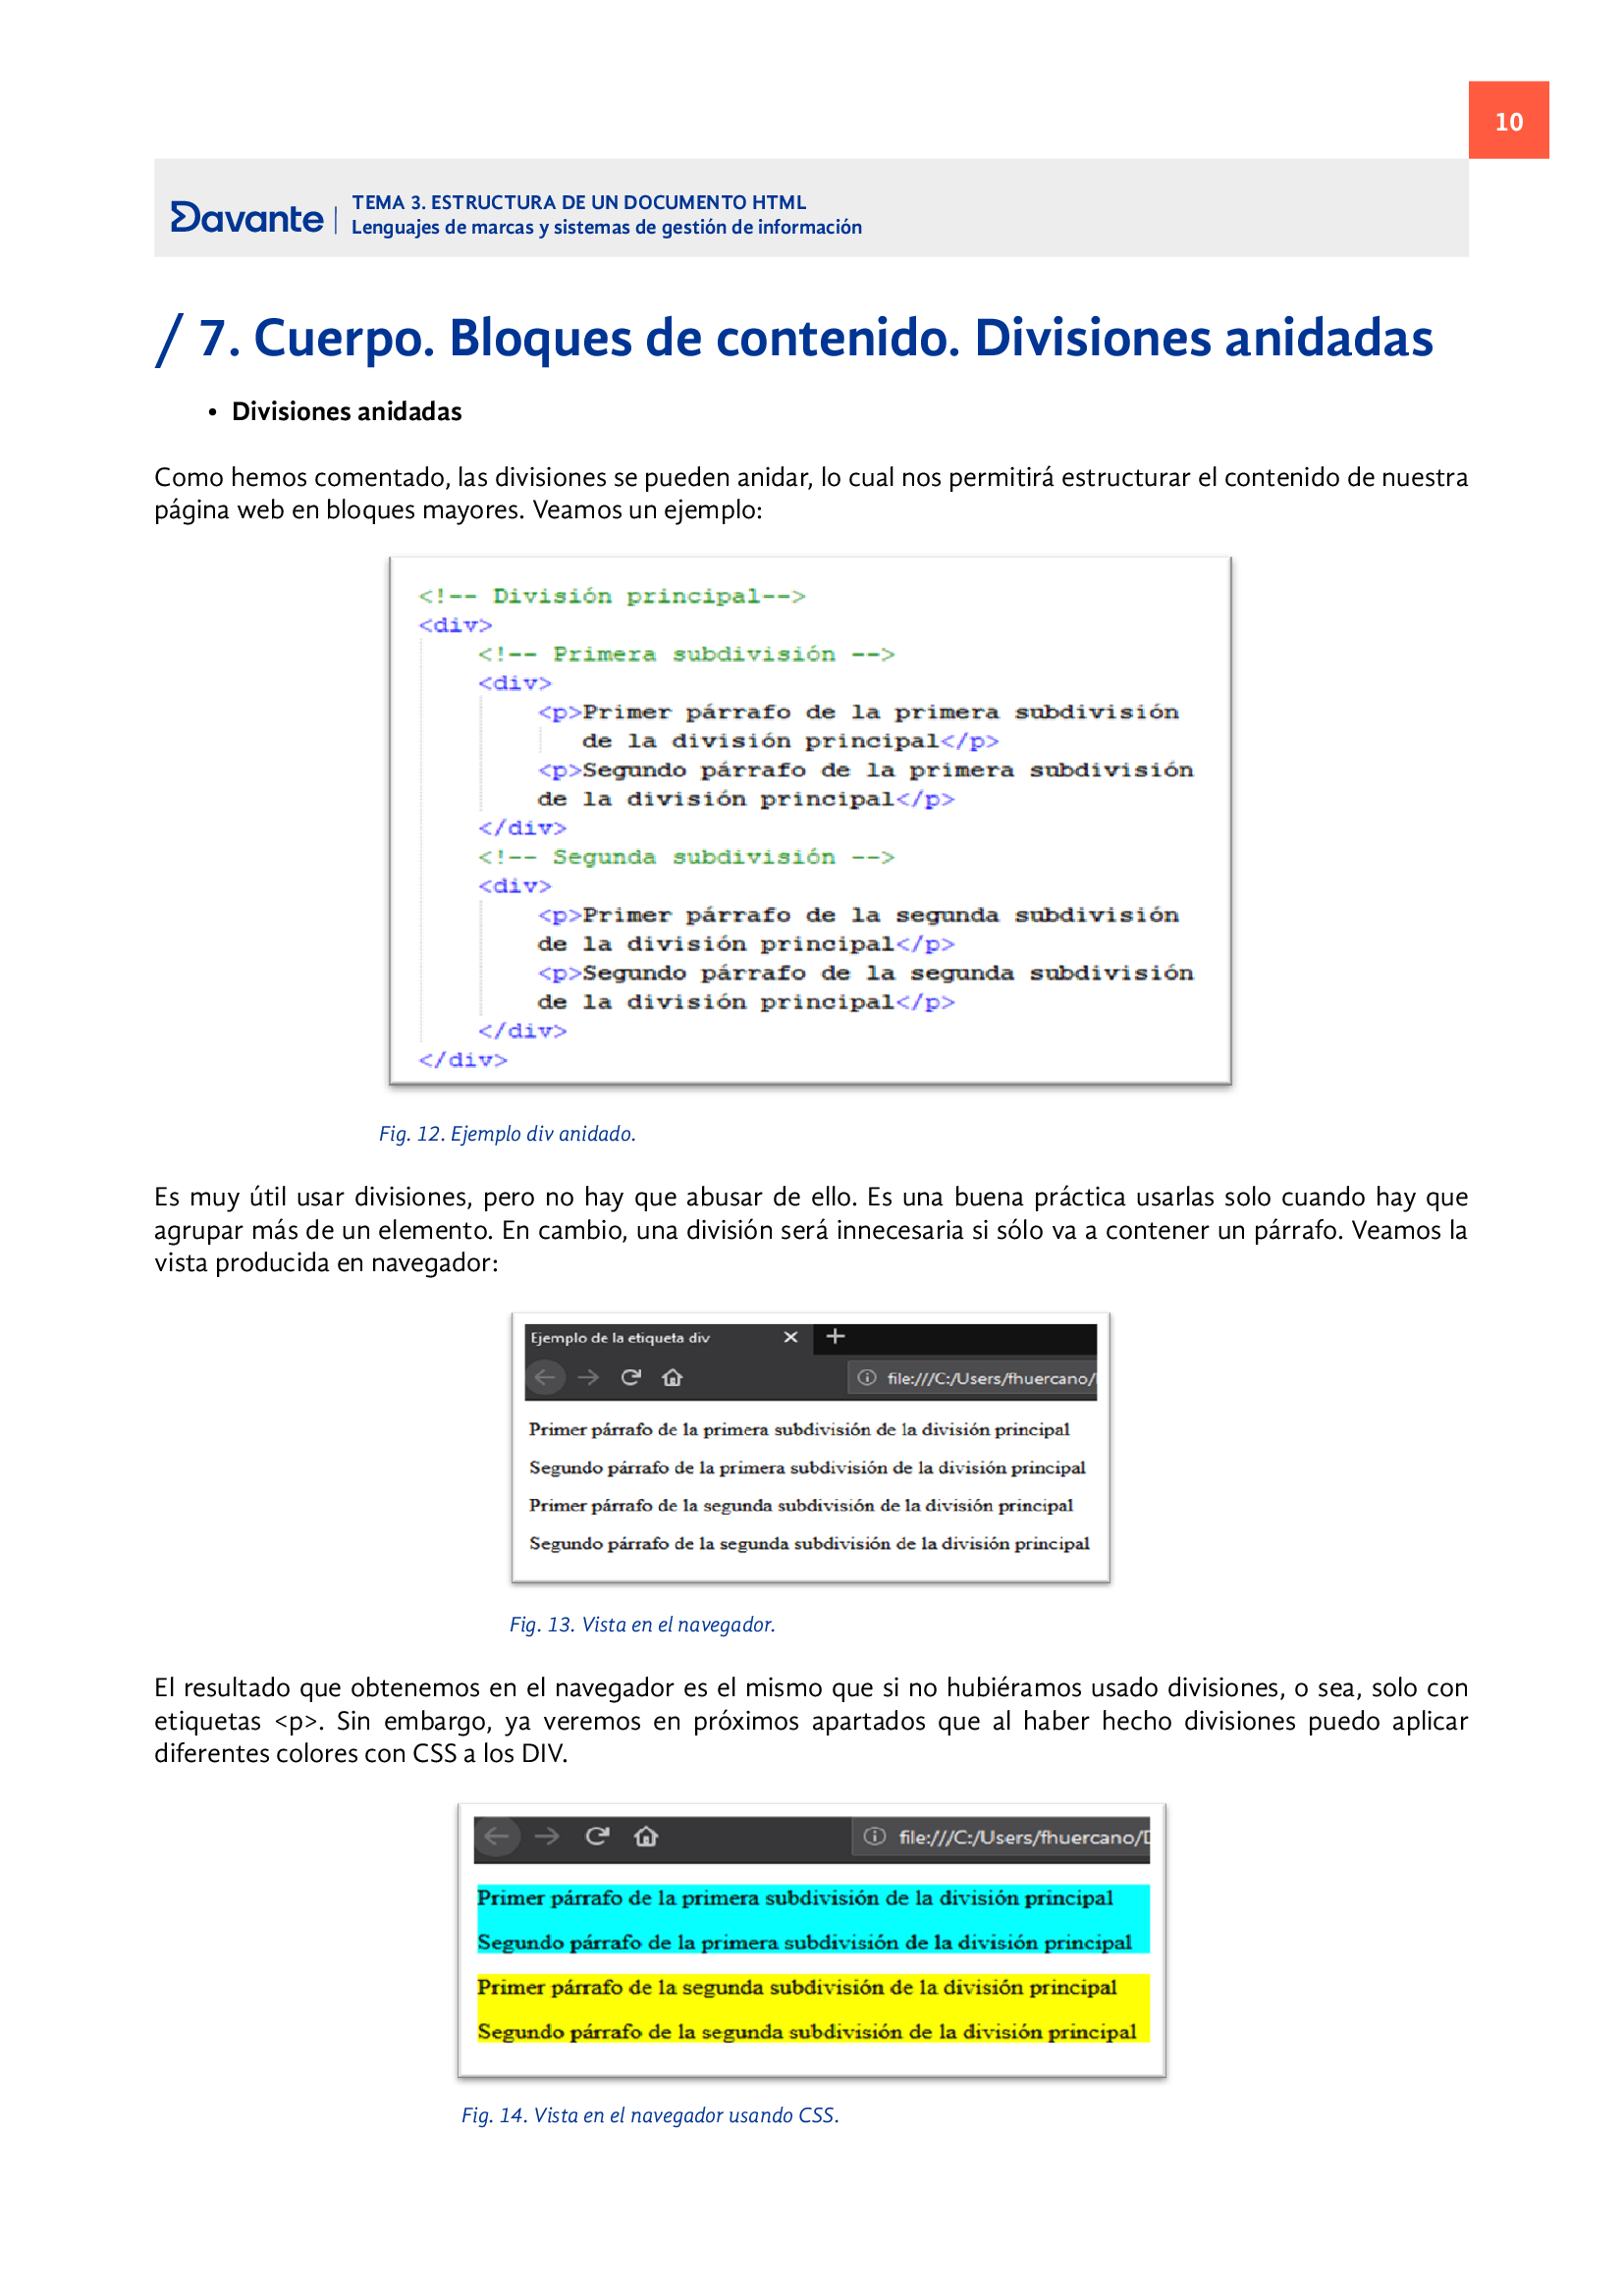 10
Davante
TEMA 3. ESTRUCTURA DE UN DOCUMENTO HTML
Lenguajes de marcas y sistemas de gestión de información
/ 7. Cuerpo. Bloques de contenido. Divisiones anidadas
• Divisiones anidadas
Como hemos comentado, las divisiones se pueden anidar, lo cual nos permitirá estructurar el contenido de nuestra
página web en bloques mayores. Veamos un ejemplo:
<!-- División principal-->
<div>
<!-- Primera subdivisión -->
<div>
<p>Primer párrafo de la primera subdivisión
de la división principal</p>
<p>Segundo párrafo de la primera subdivisión
de la división principal</p>
</div>
<!-- Segunda subdivisión -->
<div>
<p>Primer párrafo de la segunda subdivisión
de la división principal</p>
<p>Segundo párrafo de la segunda subdivisión
de la división principal</p>
</div>
</div>
Fig. 12. Ejemplo div anidado.
Es muy útil usar divisiones, pero no hay que abusar de ello. Es una buena práctica usarlas solo cuando hay que
agrupar más de un elemento. En cambio, una división será innecesaria si sólo va a contener un párrafo. Veamos la
vista producida en navegador:
Ejemplo de la etiqueta div
file:///C:/Users/fhuercano/
Primer párrafo de la primera subdivisión de la división principal
Segundo párrafo de la primera subdivisión de la división principal
Primer párrafo de la segunda subdivisión de la división principal
Segundo párrafo de la segunda subdivisión de la división principal
Fig. 13. Vista en el navegador.
El resultado que obtenemos en el navegador es el mismo que si no hubiéramos usado divisiones, o sea, solo con
etiquetas <p>. Sin embargo, ya veremos en próximos apartados que al haber hecho divisiones puedo aplicar
diferentes colores con CSS a los DIV.
file:///C:/Users/fhuercano/D
Primer párrafo de la primera subdivisión de la división principal
Segundo párrafo de la primera subdivisión de la división principal
Primer párrafo de la segunda subdivisión de la división principal
Segundo párrafo de la segunda subdivisión de la división principal
Fig. 14. Vista en el navegador usando CSS.